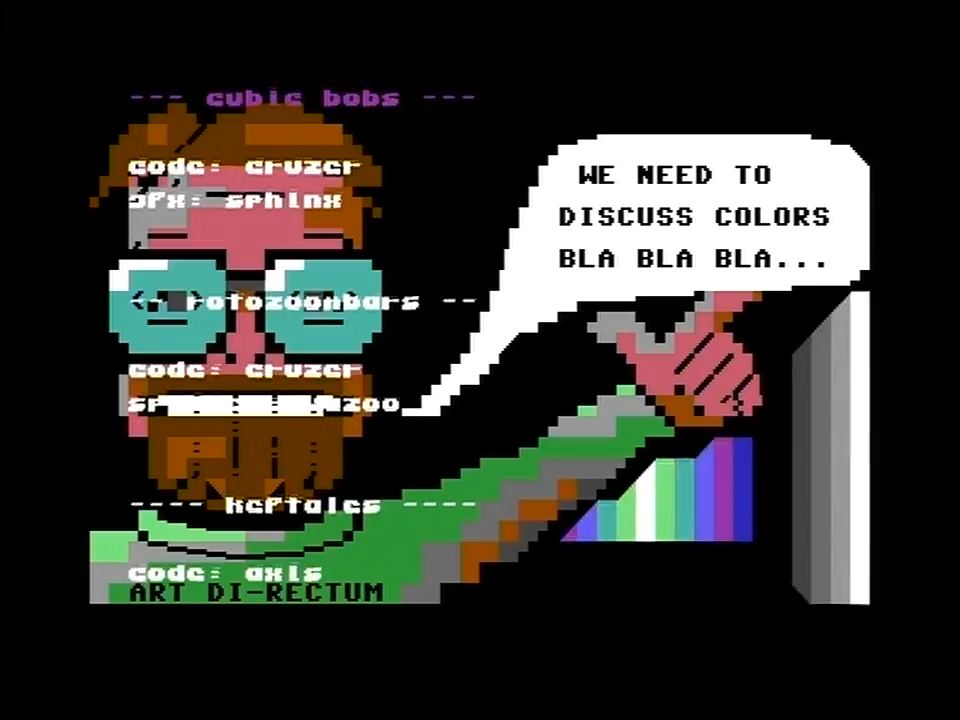 --- cubic bobs ---
code: cruzer
gfx: sphinx
WE NEED TO
DISCUSS COLORS
BLA BLA BLA...
<- rotozoombars --
code: cruzer
---- keftales ----
code: axis
ART DI-RECTUM